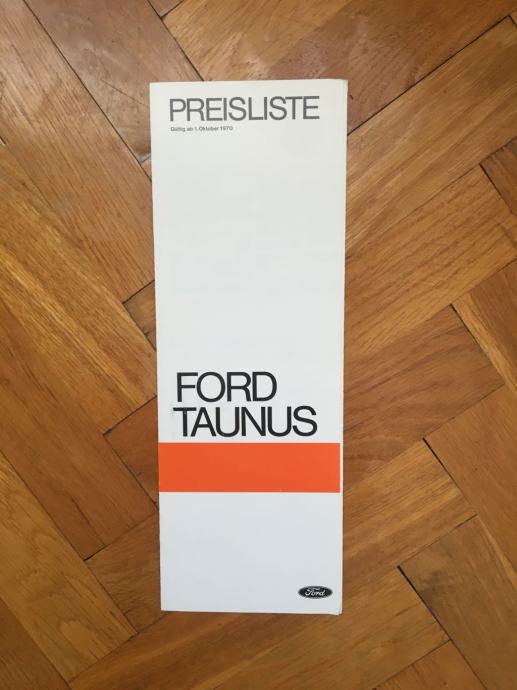 PREISLISTE
Gültig ab 1. Oktober 1970
FORD
TAUNUS
Ford